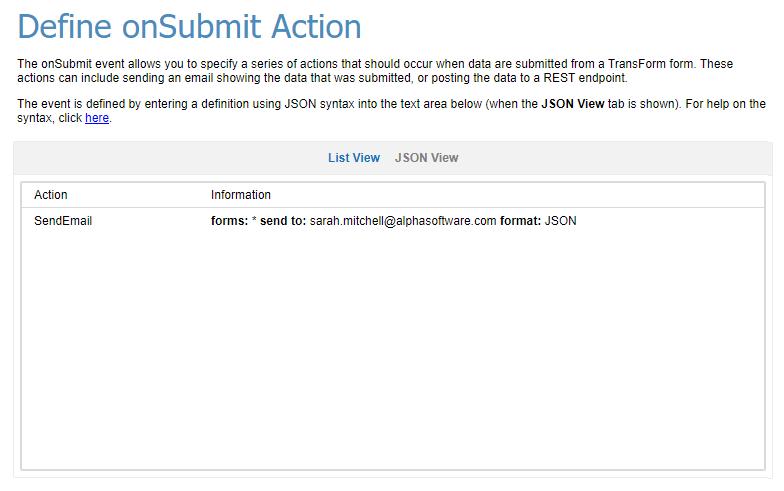 Define onSubmit Action
The onSubmit event allows you to specify a series of actions that should occur when data are submitted from a TransForm form. These
actions can include sending an email showing the data that was submitted, or posting the data to a REST endpoint.
The event is defined by entering a definition using JSON syntax into the text area below (when the JSON View tab is shown). For help on the
syntax, click here.
List View JSON View
Action Information
SendEmail forms: * send to: sarah.mitchell@alphasoftware.com format: JSON